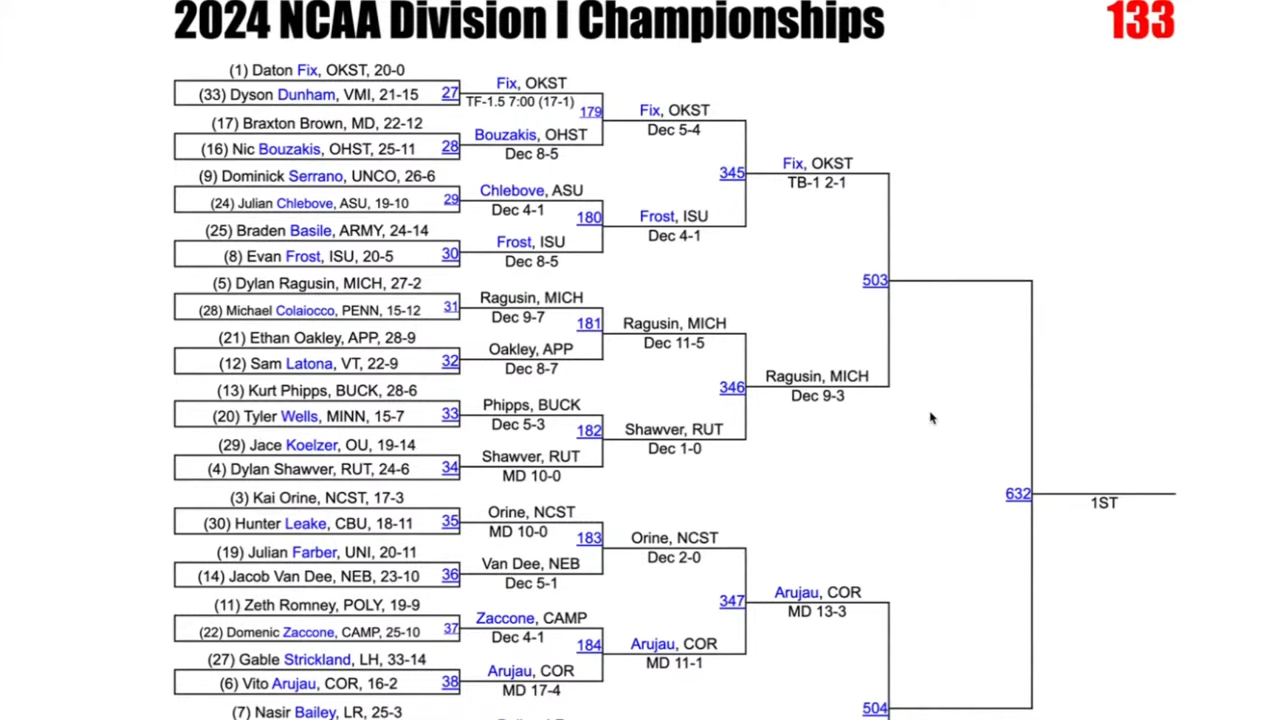 2024 NCAA Division I Championships
133
(1) Daton Fix, OKST, 20-0
(33) Dyson Dunham, VMI, 21-15
27
(17) Braxton Brown, MD, 22-12
(16) Nic Bouzakis, OHST, 25-11
28
(9) Dominick Serrano, UNCO, 26-6
(24) Julian Chlebove, ASU, 19-10
29
(25) Braden Basile, ARMY, 24-14
(8) Evan Frost, ISU, 20-5
30
(5) Dylan Ragusin, MICH, 27-2
(28) Michael Colaiocco, PENN, 15-12
31
(21) Ethan Oakley, APP, 28-9
(12) Sam Latona, VT, 22-9
32
(13) Kurt Phipps, BUCK, 28-6
(20) Tyler Wells, MINN, 15-7
33
(29) Jace Koelzer, OU, 19-14
(4) Dylan Shawver, RUT, 24-6
34
(3) Kai Orine, NCST, 17-3
(30) Hunter Leake, CBU, 18-11
35
(19) Julian Farber, UNI, 20-11
(14) Jacob Van Dee, NEB, 23-10
36
(11) Zeth Romney, POLY, 19-9
(22) Domenic Zaccone, CAMP, 25-10
37
(27) Gable Strickland, LH, 33-14
(6) Vito Arujau, COR, 16-2
38
(7) Nasir Bailey, LR, 25-3
Fix, OKST
TF-1.5 7:00 (17-1)
179
Bouzakis, OHST
Dec 8-5
Chlebove, ASU
Dec 4-1
180
Frost, ISU
Dec 8-5
Ragusin, MICH
Dec 9-7
181
Oakley, APP
Dec 8-7
Phipps, BUCK
Dec 5-3
182
Shawver, RUT
MD 10-0
Orine, NCST
MD 10-0
183
Van Dee, NEB
Dec 5-1
Zaccone, CAMP
Dec 4-1
184
Arujau, COR
MD 17-4
Fix, OKST
Dec 5-4
345
Frost, ISU
Dec 4-1
Ragusin, MICH
Dec 11-5
346
Shawver, RUT
Dec 1-0
Orine, NCST
Dec 2-0
347
Arujau, COR
MD 11-1
Fix, OKST
TB-1 2-1
503
Ragusin, MICH
Dec 9-3
Arujau, COR
MD 13-3
504
632
1ST